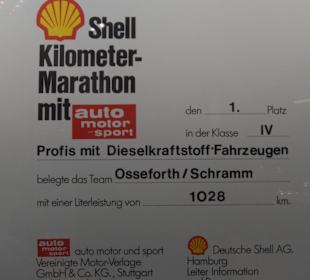 Shell
Kilometer-
Marathon
mit auto motor und sport
den 1. Platz
in der Klasse IV
Profis mit Dieselkraftstoff-Fahrzeugen
belegte das Team Osseforth/Schramm
mit einer Literleistung von 1028 km.
auto motor und sport
auto motor und sport
Vereinigte Motor-Verlage
GmbH & Co. KG., Stuttgart
Deutsche Shell AG.
Hamburg
Leiter Information